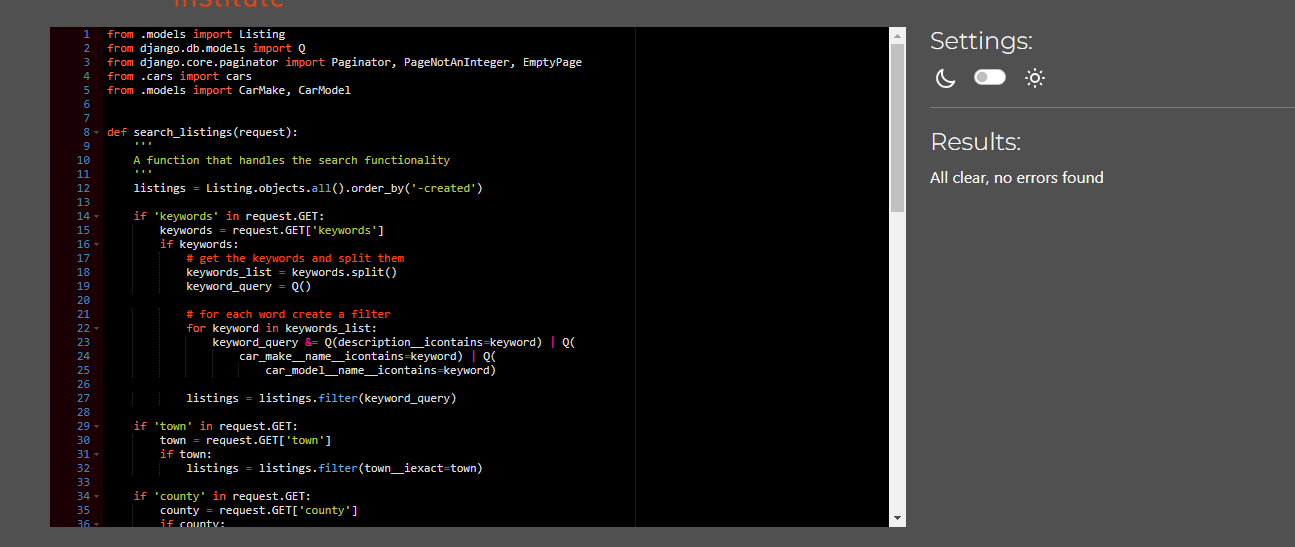 institute
1 from .models import Listing
2 from django.db.models import Q
3 from django.core.paginator import Paginator, PageNotAnInteger, EmptyPage
4 from .cars import cars
5 from .models import CarMake, CarModel
6
7
8 def search_listings(request):
9 '''
10 A function that handles the search functionality
11 '''
12 listings = Listing.objects.all().order_by('-created')
13
14 if 'keywords' in request.GET:
15 keywords = request.GET['keywords']
16 if keywords:
17 # get the keywords and split them
18 keywords_list = keywords.split()
19 keyword_query = Q()
20
21 # for each word create a filter
22 for keyword in keywords_list:
23 keyword_query &= Q(description__icontains=keyword) | Q(
24 car_make__name__icontains=keyword) | Q(
25 car_model__name__icontains=keyword)
26
27 listings = listings.filter(keyword_query)
28
29 if 'town' in request.GET:
30 town = request.GET['town']
31 if town:
32 listings = listings.filter(town__iexact=town)
33
34 if 'county' in request.GET:
35 county = request.GET['county']
36 if county:
Settings:
Results:
All clear, no errors found